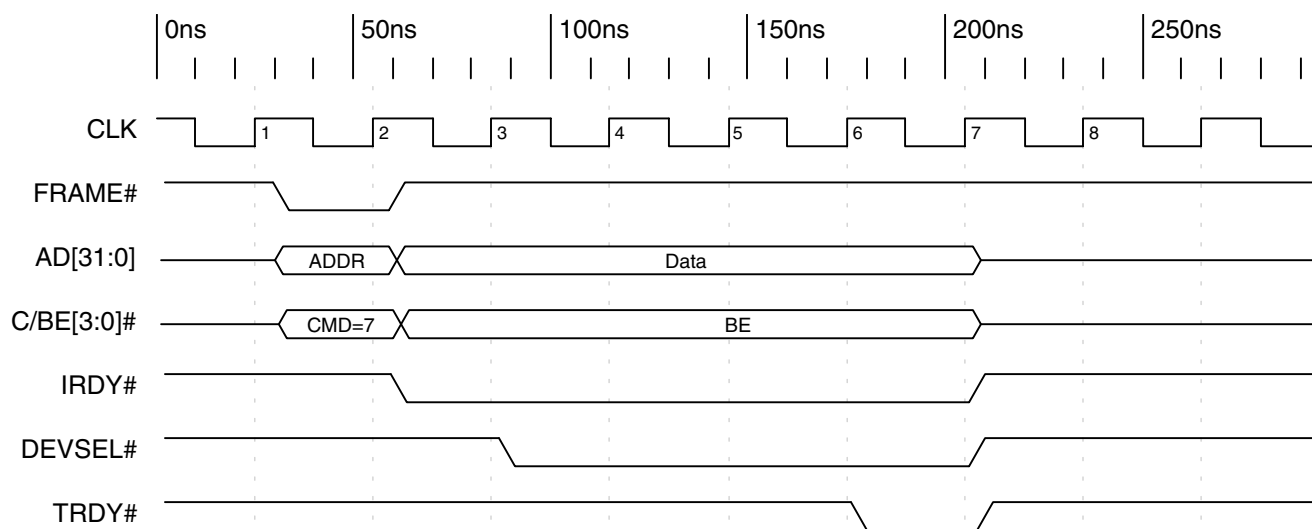 0ns 50ns 100ns 150ns 200ns 250ns
CLK 1 2 3 4 5 6 7 8
FRAME#
AD[31:0] ADDR Data
C/BE[3:0]# CMD=7 BE
IRDY#
DEVSEL#
TRDY#